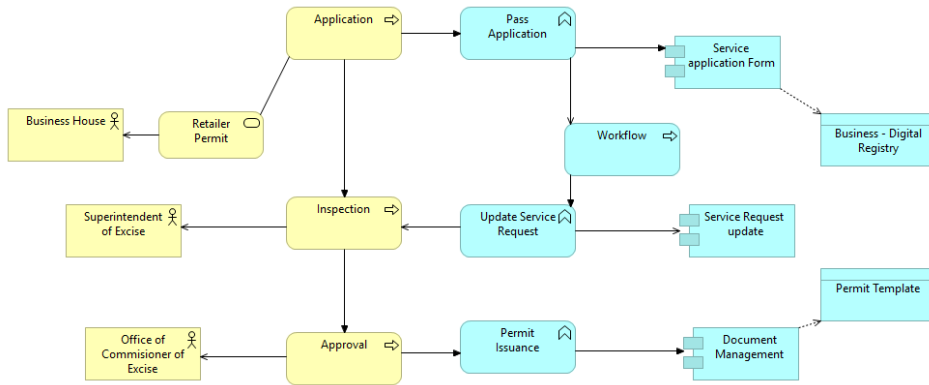 Application
Pass
Application
Service
application Form
Business House
Retailer
Permit
Workflow
Business - Digital
Registry
Superintendent
of Excise
Inspection
Update Service
Request
Service Request
update
Permit Template
Office of
Commisioner of
Excise
Approval
Permit
Issuance
Document
Management